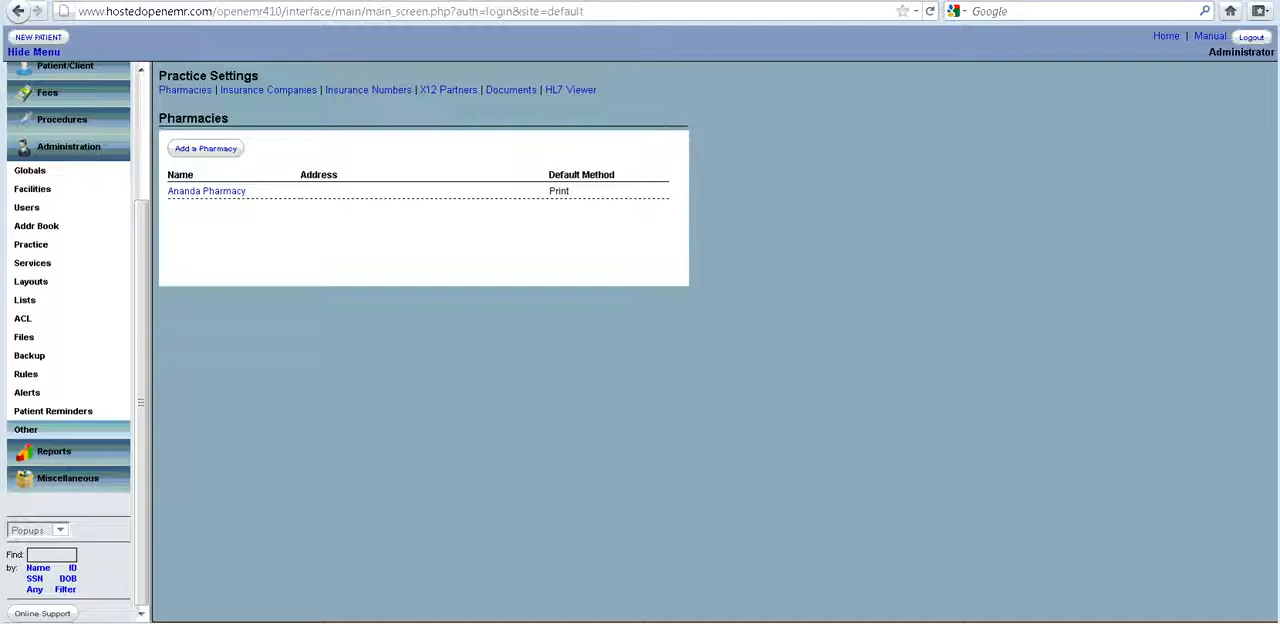 www.hostedopenemr.com/openemr410/interface/main/main_screen.php?auth=login&site=default
Google
NEW PATIENT
Home | Manual Logout
Hide Menu
Administrator
Patient/Client
Fees
Procedures
Administration
Globals
Facilities
Users
Addr Book
Practice
Services
Layouts
Lists
ACL
Files
Backup
Rules
Alerts
Patient Reminders
Other
Reports
Miscellaneous
Popups
Find:
by: Name ID
SSN DOB
Any Filter
Online Support
Practice Settings
Pharmacies | Insurance Companies | Insurance Numbers | X12 Partners | Documents | HL7 Viewer
Pharmacies
Add a Pharmacy
Name Address Default Method
Ananda Pharmacy Print